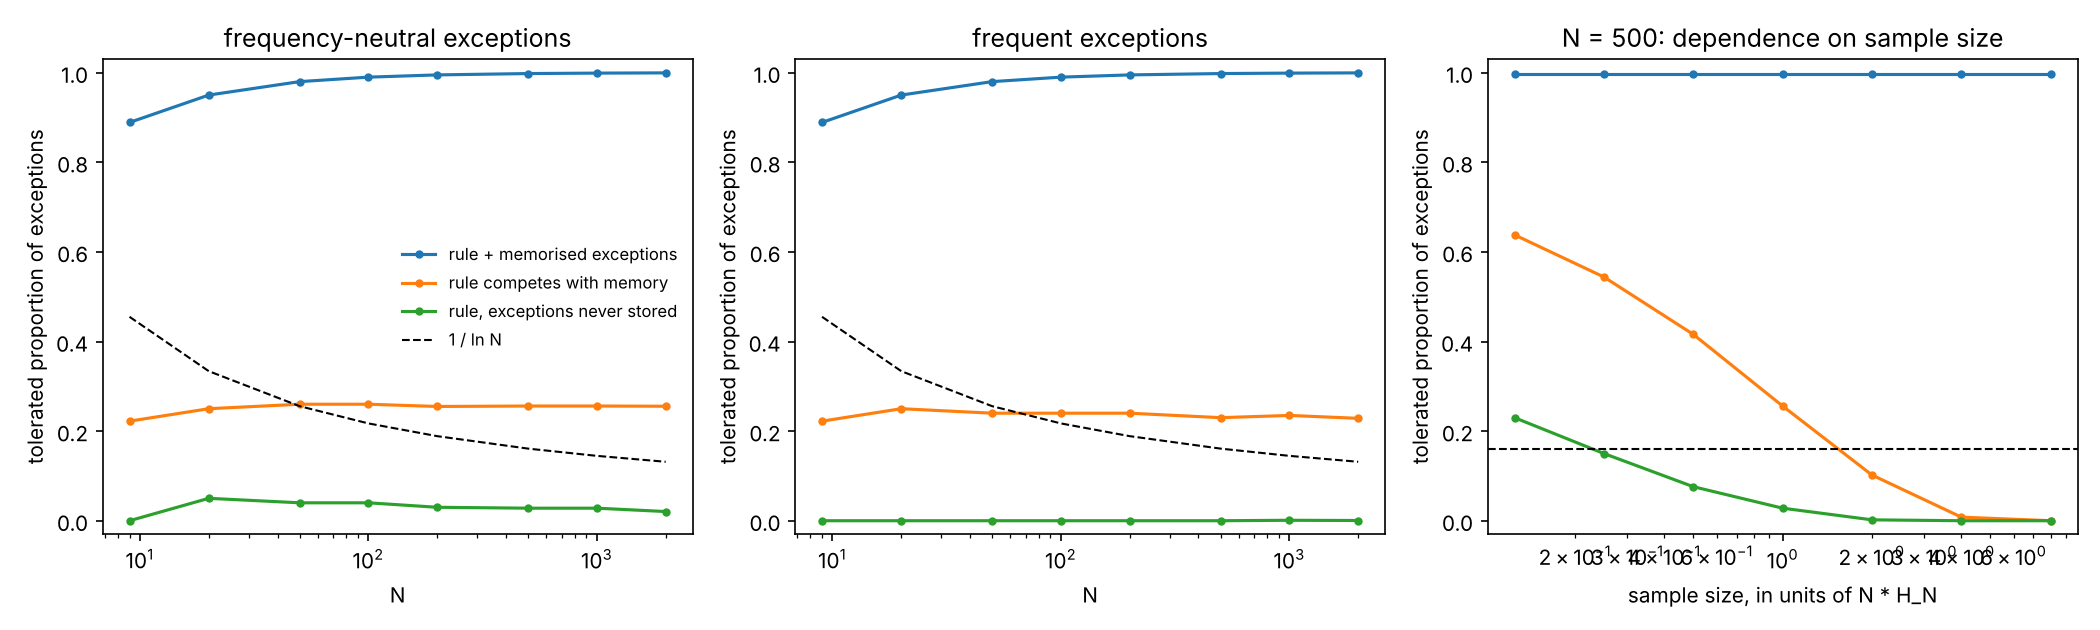 frequency-neutral exceptions
tolerated proportion of exceptions
1.0
0.8
0.6
0.4
0.2
0.0
rule + memorised exceptions
rule competes with memory
rule, exceptions never stored
1 / ln N
10¹
10²
10³
N
frequent exceptions
tolerated proportion of exceptions
1.0
0.8
0.6
0.4
0.2
0.0
10¹
10²
10³
N
N = 500: dependence on sample size
tolerated proportion of exceptions
1.0
0.8
0.6
0.4
0.2
0.0
10⁰
6 × 10⁰
sample size, in units of N * H_N